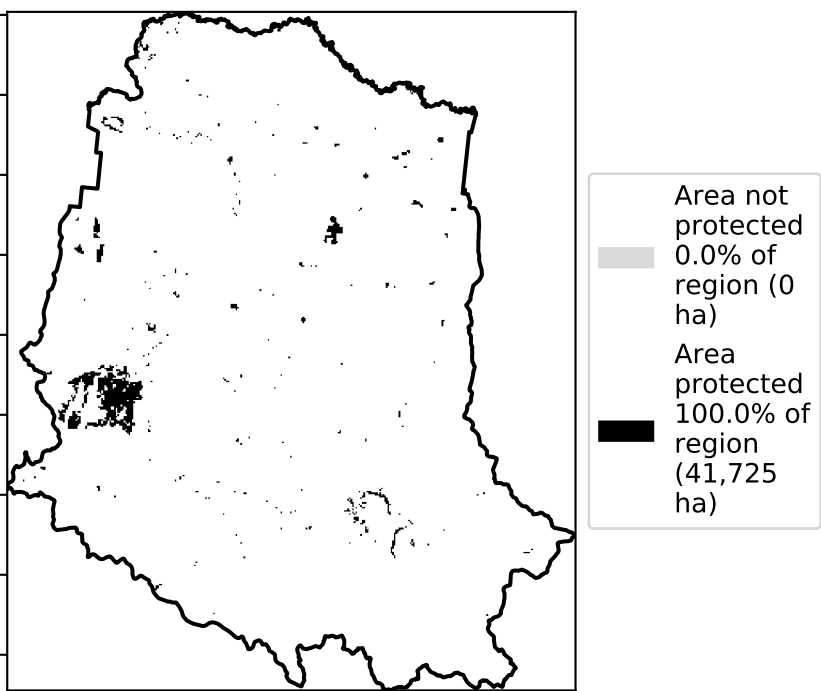 Area not
protected
0.0% of
region (0
ha)
Area
protected
100.0% of
region
(41,725
ha)